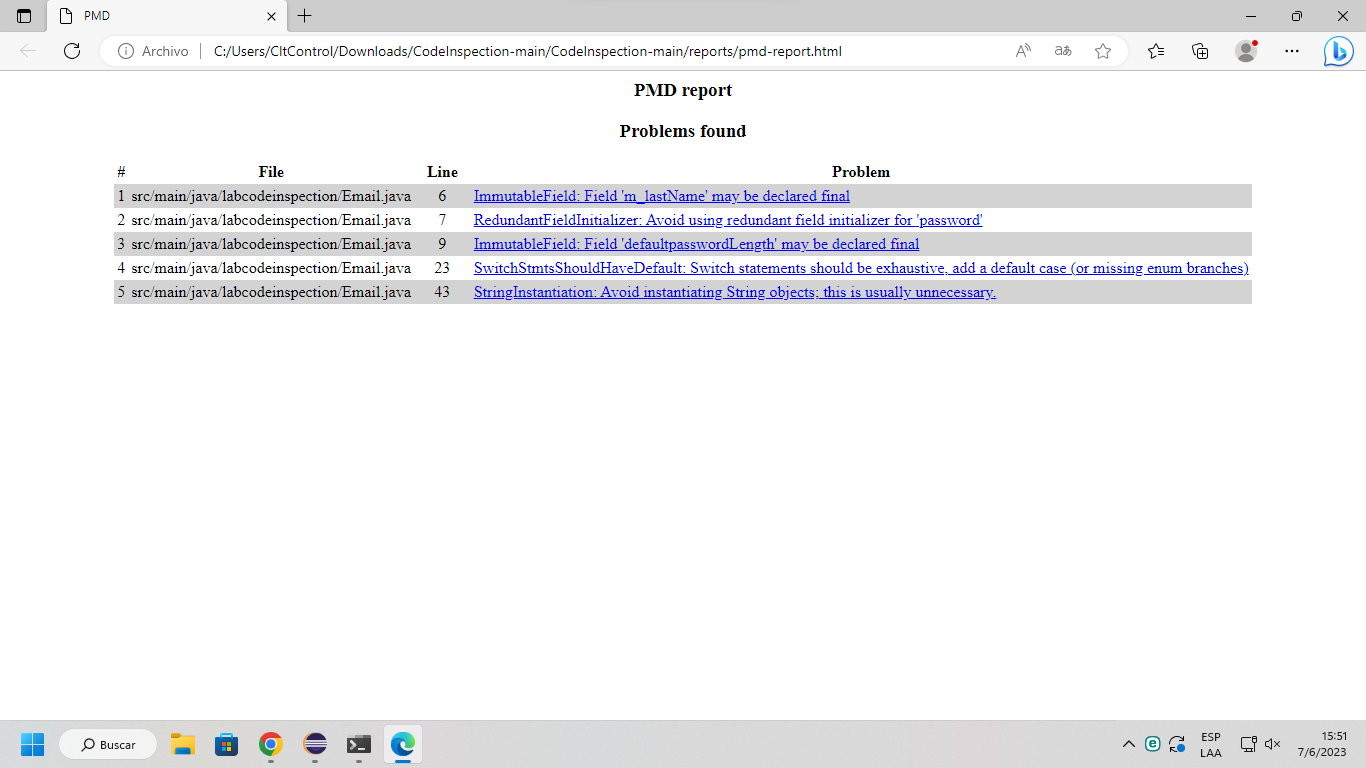 PMD
Archivo C:/Users/CltControl/Downloads/CodeInspection-main/CodeInspection-main/reports/pmd-report.html
PMD report
Problems found
# File Line Problem
1 src/main/java/labcodeinspection/Email.java 6 ImmutableField: Field 'm_lastName' may be declared final
2 src/main/java/labcodeinspection/Email.java 7 RedundantFieldInitializer: Avoid using redundant field initializer for 'password'
3 src/main/java/labcodeinspection/Email.java 9 ImmutableField: Field 'defaultpasswordLength' may be declared final
4 src/main/java/labcodeinspection/Email.java 23 SwitchStmtsShouldHaveDefault: Switch statements should be exhaustive, add a default case (or missing enum branches)
5 src/main/java/labcodeinspection/Email.java 43 StringInstantiation: Avoid instantiating String objects; this is usually unnecessary.
Buscar
ESP
LAA
15:51
7/6/2023